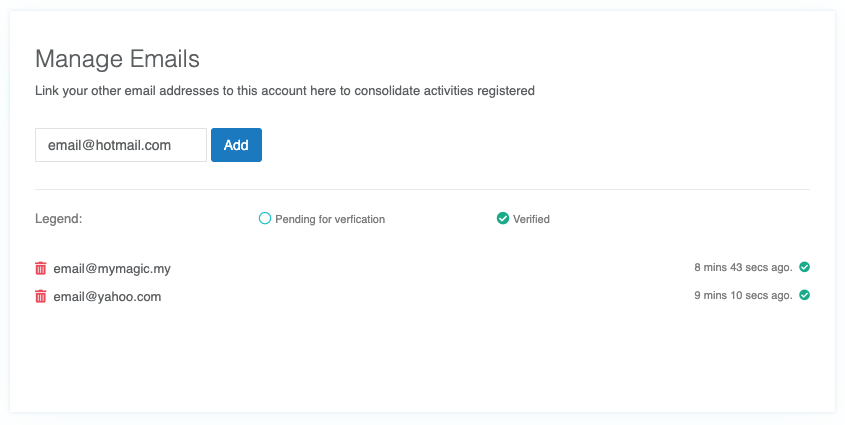 Manage Emails
Link your other email addresses to this account here to consolidate activities registered
email@hotmail.com Add
Legend: Pending for verfication Verified
email@mymagic.my 8 mins 43 secs ago.
email@yahoo.com 9 mins 10 secs ago.